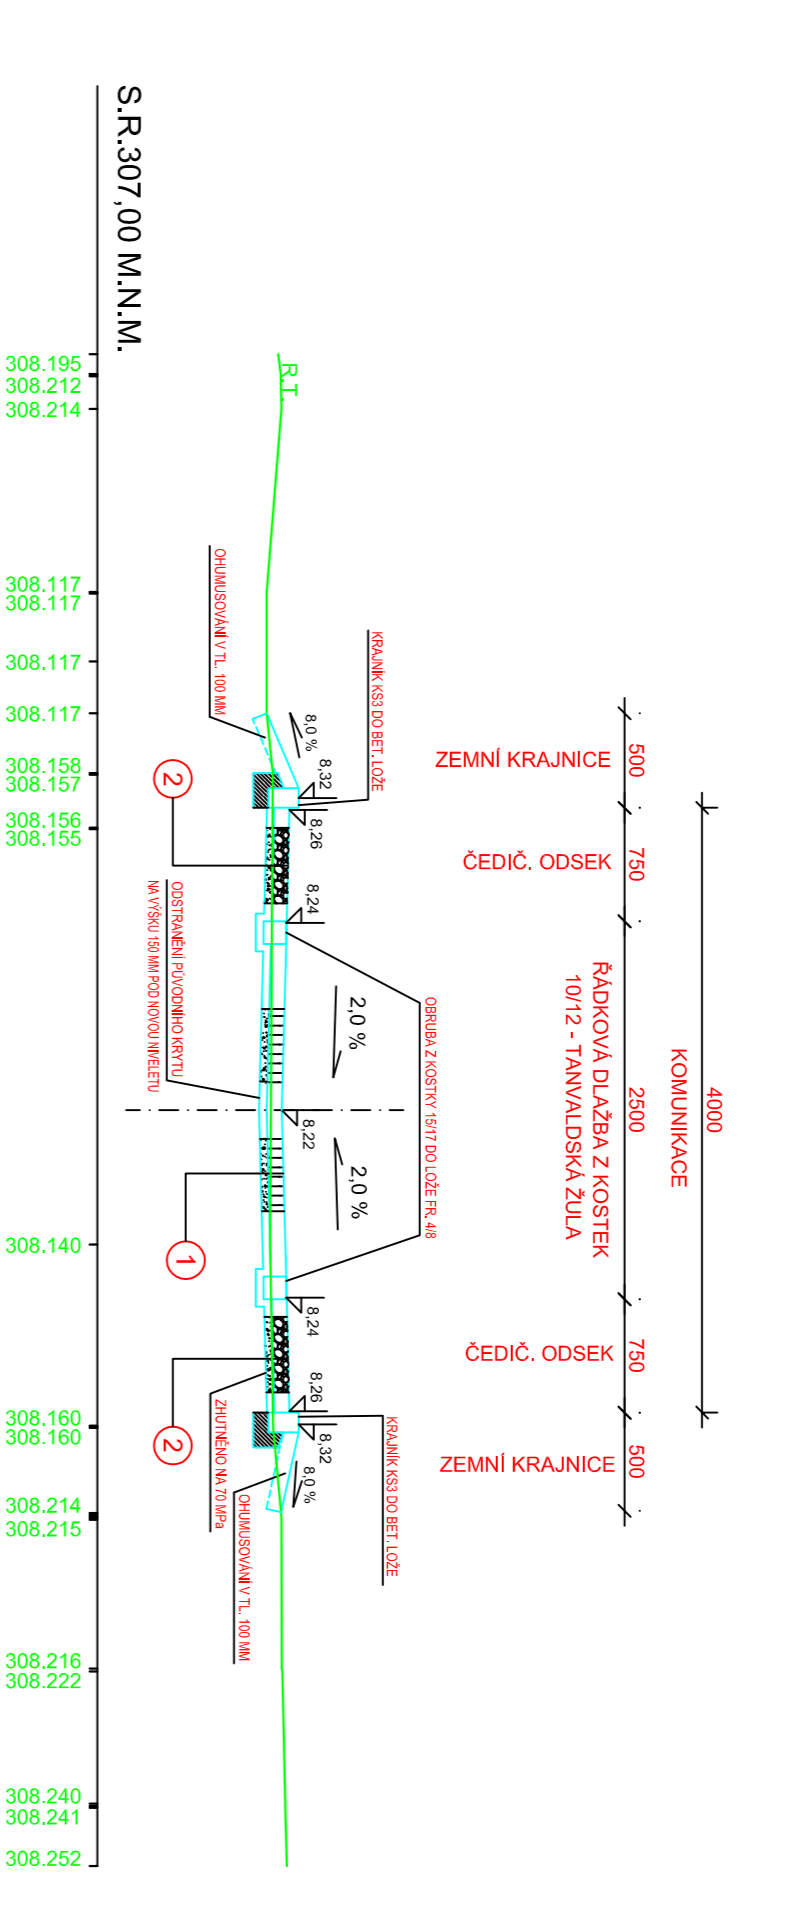 4000
KOMUNIKACE
500
750
2500
750
500
ZEMNÍ KRAJNICE
ČEDIČ. ODSEK
ŘÁDKOVÁ DLAŽBA Z KOSTEK
10/12 - TANVALDSKÁ ŽULA
ČEDIČ. ODSEK
ZEMNÍ KRAJNICE
OBRUBA Z KOSTKY 15/17 DO LOŽE FR. 4/8
KRAJNÍK KS3 DO BET. LOŽE
KRAJNÍK KS3 DO BET. LOŽE
2,0 %
2,0 %
8,0 %
8,32
8,26
8,24
8,22
8,24
8,26
8,32
8,0 %
R.T.
OHUMUSOVÁNÍ V TL. 100 MM
2
ODSTRANĚNÍ PŮVODNÍHO KRYTU
NA VÝŠKU 150 MM POD NOVOU NIVELETU
1
2
ZHUTNĚNO NA 70 MPa
OHUMUSOVÁNÍ V TL. 100 MM
S.R.307,00 M.N.M.
308.195
308.212
308.214
308.117
308.117
308.117
308.117
308.158
308.157
308.156
308.155
308.140
308.160
308.160
308.214
308.215
308.216
308.222
308.240
308.241
308.252